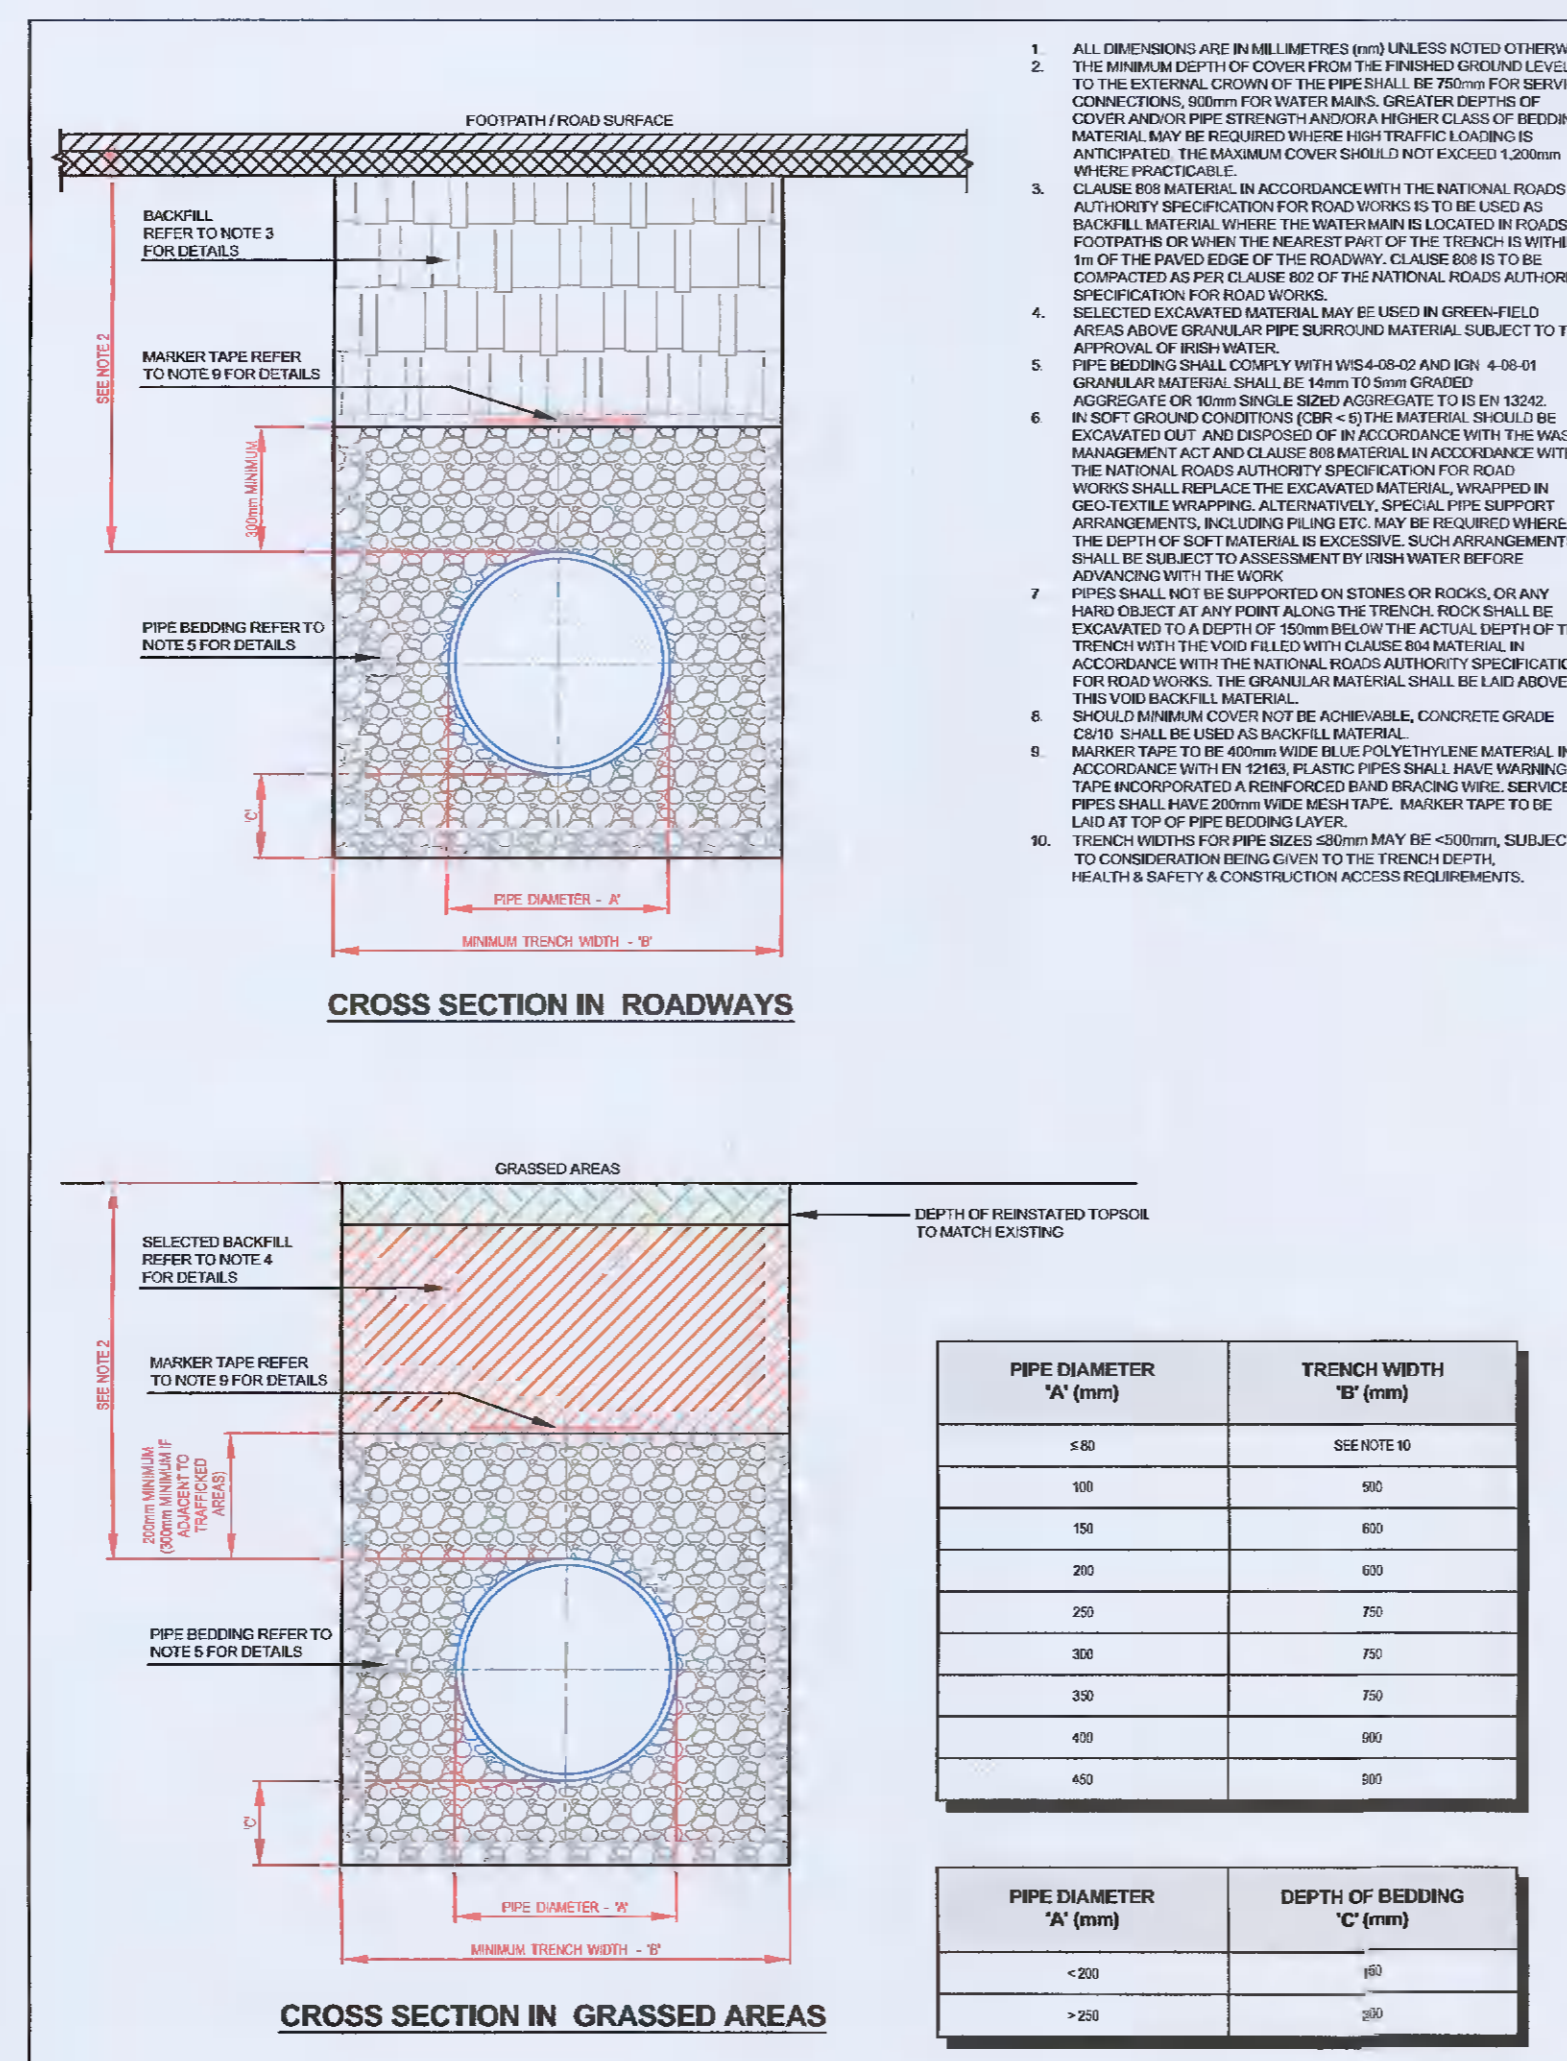 1. ALL DIMENSIONS ARE IN MILLIMETRES (mm) UNLESS NOTED OTHERW
2. THE MINIMUM DEPTH OF COVER FROM THE FINISHED GROUND LEVEL
TO THE EXTERNAL CROWN OF THE PIPE SHALL BE 750mm FOR SERVI
CONNECTIONS, 900mm FOR WATER MAINS. GREATER DEPTHS OF
COVER AND/OR PIPE STRENGTH AND/OR A HIGHER CLASS OF BEDDIN
MATERIAL MAY BE REQUIRED WHERE HIGH TRAFFIC LOADING IS
ANTICIPATED. THE MAXIMUM COVER SHOULD NOT EXCEED 1,200mm
WHERE PRACTICABLE.
3. CLAUSE 808 MATERIAL IN ACCORDANCE WITH THE NATIONAL ROADS
AUTHORITY SPECIFICATION FOR ROAD WORKS IS TO BE USED AS
BACKFILL MATERIAL WHERE THE WATER MAIN IS LOCATED IN ROADS
FOOTPATHS OR WHEN THE NEAREST PART OF THE TRENCH IS WITHI
1m OF THE PAVED EDGE OF THE ROADWAY. CLAUSE 808 IS TO BE
COMPACTED AS PER CLAUSE 802 OF THE NATIONAL ROADS AUTHORI
SPECIFICATION FOR ROAD WORKS.
4. SELECTED EXCAVATED MATERIAL MAY BE USED IN GREEN-FIELD
AREAS ABOVE GRANULAR PIPE SURROUND MATERIAL SUBJECT TO T
APPROVAL OF IRISH WATER.
5. PIPE BEDDING SHALL COMPLY WITH WIS4-08-02 AND IGN 4-08-01
GRANULAR MATERIAL SHALL BE 14mm TO 5mm GRADED
AGGREGATE OR 10mm SINGLE SIZED AGGREGATE TO IS EN 13242.
6. IN SOFT GROUND CONDITIONS (CBR < 5) THE MATERIAL SHOULD BE
EXCAVATED OUT AND DISPOSED OF IN ACCORDANCE WITH THE WAS
MANAGEMENT ACT AND CLAUSE 808 MATERIAL IN ACCORDANCE WITH
THE NATIONAL ROADS AUTHORITY SPECIFICATION FOR ROAD
WORKS SHALL REPLACE THE EXCAVATED MATERIAL, WRAPPED IN
GEO-TEXTILE WRAPPING. ALTERNATIVELY, SPECIAL PIPE SUPPORT
ARRANGEMENTS, INCLUDING PILING ETC. MAY BE REQUIRED WHERE
THE DEPTH OF SOFT MATERIAL IS EXCESSIVE. SUCH ARRANGEMENT
SHALL BE SUBJECT TO ASSESSMENT BY IRISH WATER BEFORE
ADVANCING WITH THE WORK
7 PIPES SHALL NOT BE SUPPORTED ON STONES OR ROCKS, OR ANY
HARD OBJECT AT ANY POINT ALONG THE TRENCH. ROCK SHALL BE
EXCAVATED TO A DEPTH OF 150mm BELOW THE ACTUAL DEPTH OF T
TRENCH WITH THE VOID FILLED WITH CLAUSE 804 MATERIAL IN
ACCORDANCE WITH THE NATIONAL ROADS AUTHORITY SPECIFICATIO
FOR ROAD WORKS. THE GRANULAR MATERIAL SHALL BE LAID ABOVE
THIS VOID BACKFILL MATERIAL.
8. SHOULD MINIMUM COVER NOT BE ACHIEVABLE, CONCRETE GRADE
C8/10 SHALL BE USED AS BACKFILL MATERIAL.
9. MARKER TAPE TO BE 400mm WIDE BLUE POLYETHYLENE MATERIAL IN
ACCORDANCE WITH EN 12163, PLASTIC PIPES SHALL HAVE WARNING
TAPE INCORPORATED A REINFORCED BAND BRACING WIRE. SERVICE
PIPES SHALL HAVE 200mm WIDE MESH TAPE. MARKER TAPE TO BE
LAID AT TOP OF PIPE BEDDING LAYER.
10. TRENCH WIDTHS FOR PIPE SIZES ≤80mm MAY BE <500mm, SUBJEC
TO CONSIDERATION BEING GIVEN TO THE TRENCH DEPTH,
HEALTH & SAFETY & CONSTRUCTION ACCESS REQUIREMENTS.
FOOTPATH / ROAD SURFACE
BACKFILL
REFER TO NOTE 3
FOR DETAILS
SEE NOTE 2
MARKER TAPE REFER
TO NOTE 9 FOR DETAILS
300mm MINIMUM
PIPE BEDDING REFER TO
NOTE 5 FOR DETAILS
'C'
PIPE DIAMETER - A'
MINIMUM TRENCH WIDTH - 'B'
CROSS SECTION IN ROADWAYS
GRASSED AREAS
DEPTH OF REINSTATED TOPSOIL
TO MATCH EXISTING
SELECTED BACKFILL
REFER TO NOTE 4
FOR DETAILS
SEE NOTE 2
MARKER TAPE REFER
TO NOTE 9 FOR DETAILS
200mm MINIMUM
(300mm MINIMUM IF
ADJACENT TO
TRAFFICKED
AREAS)
PIPE BEDDING REFER TO
NOTE 5 FOR DETAILS
'C'
PIPE DIAMETER - 'A'
MINIMUM TRENCH WIDTH - 'B'
CROSS SECTION IN GRASSED AREAS
PIPE DIAMETER 'A' (mm) TRENCH WIDTH 'B' (mm)
≤80 SEE NOTE 10
100 500
150 600
200 600
250 750
300 750
350 750
400 900
450 900
PIPE DIAMETER 'A' (mm) DEPTH OF BEDDING 'C' (mm)
<200 150
>250 200